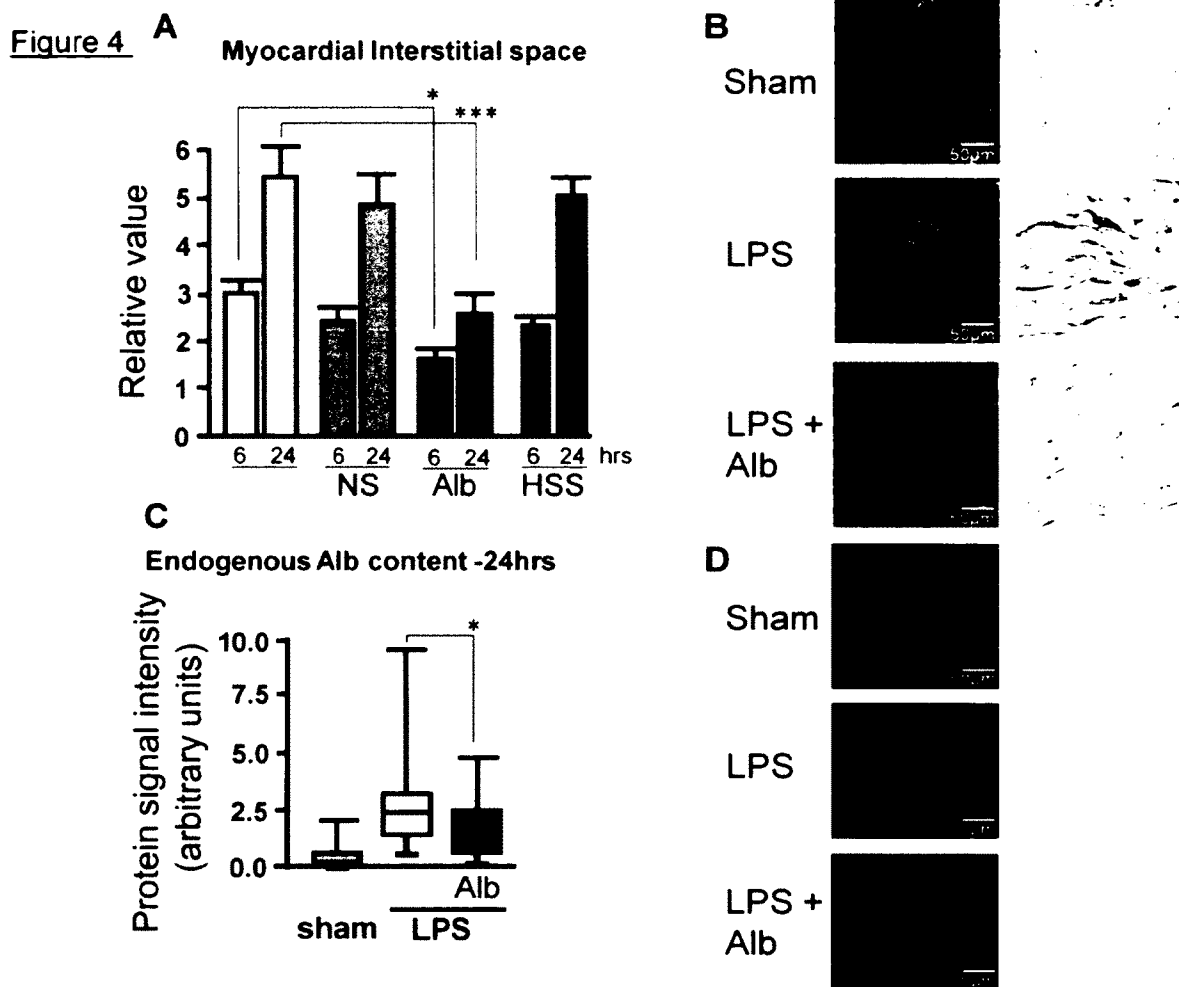 Figure 4
A
Myocardial Interstitial space
*
***
Relative value
6
5
4
3
2
1
0
6 24 6 24 6 24 6 24 hrs
NS Alb HSS
B
Sham
50µm
LPS
50µm
LPS +
Alb
C
Endogenous Alb content -24hrs
*
Protein signal intensity
(arbitrary units)
10.0
7.5
5.0
2.5
0.0
Alb
sham LPS
D
Sham
LPS
LPS +
Alb